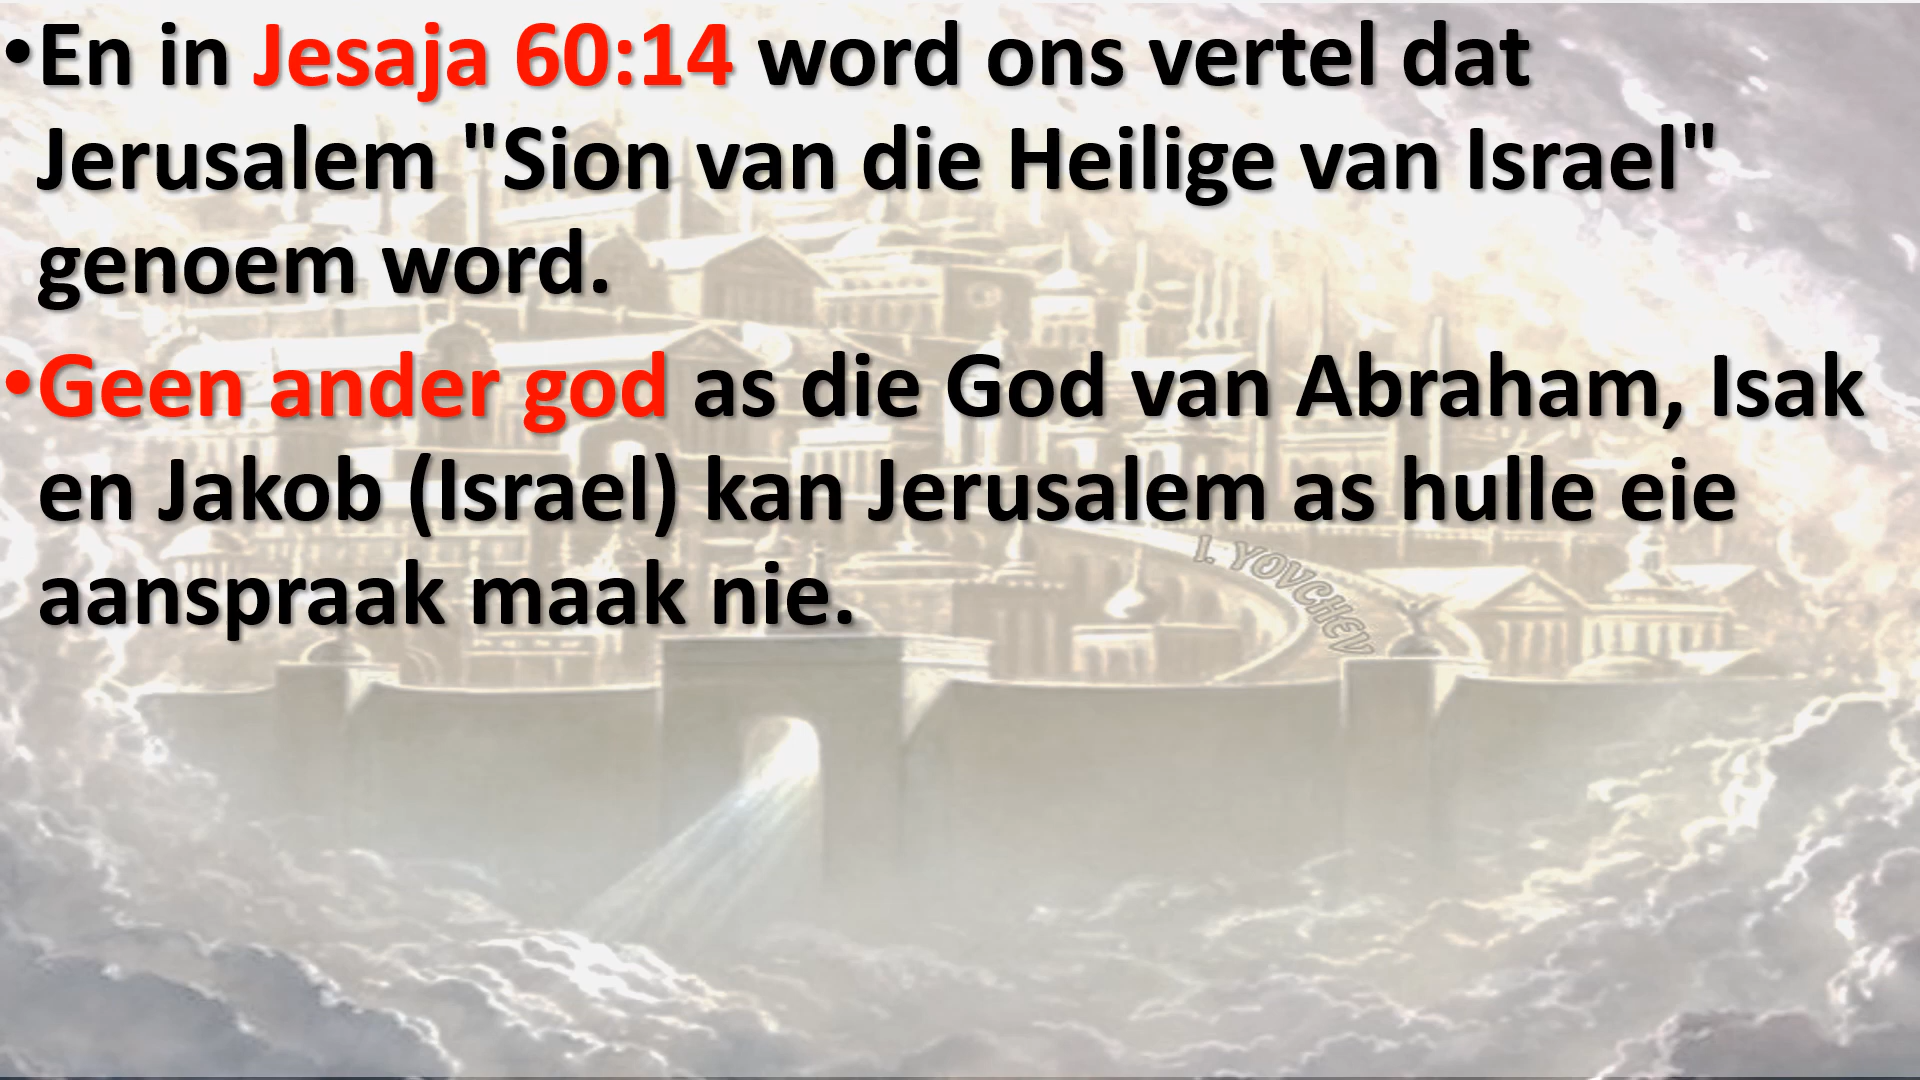 •En in Jesaja 60:14 word ons vertel dat
Jerusalem "Sion van die Heilige van Israel"
genoem word.
•Geen ander god as die God van Abraham, Isak
en Jakob (Israel) kan Jerusalem as hulle eie
aanspraak maak nie.
I. YOVCHEV